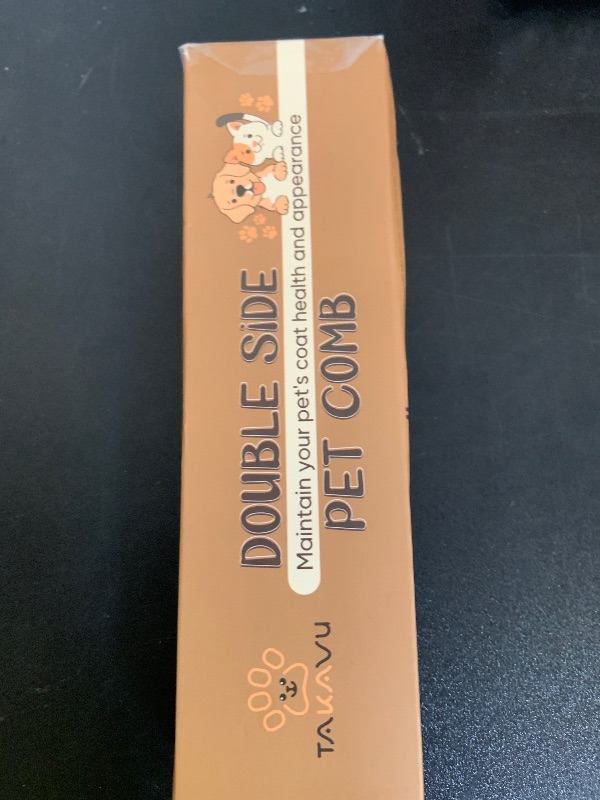 TAKAVU
DOUBLE SiDE
Maintain your pet's coat health and appearance
PET COMB